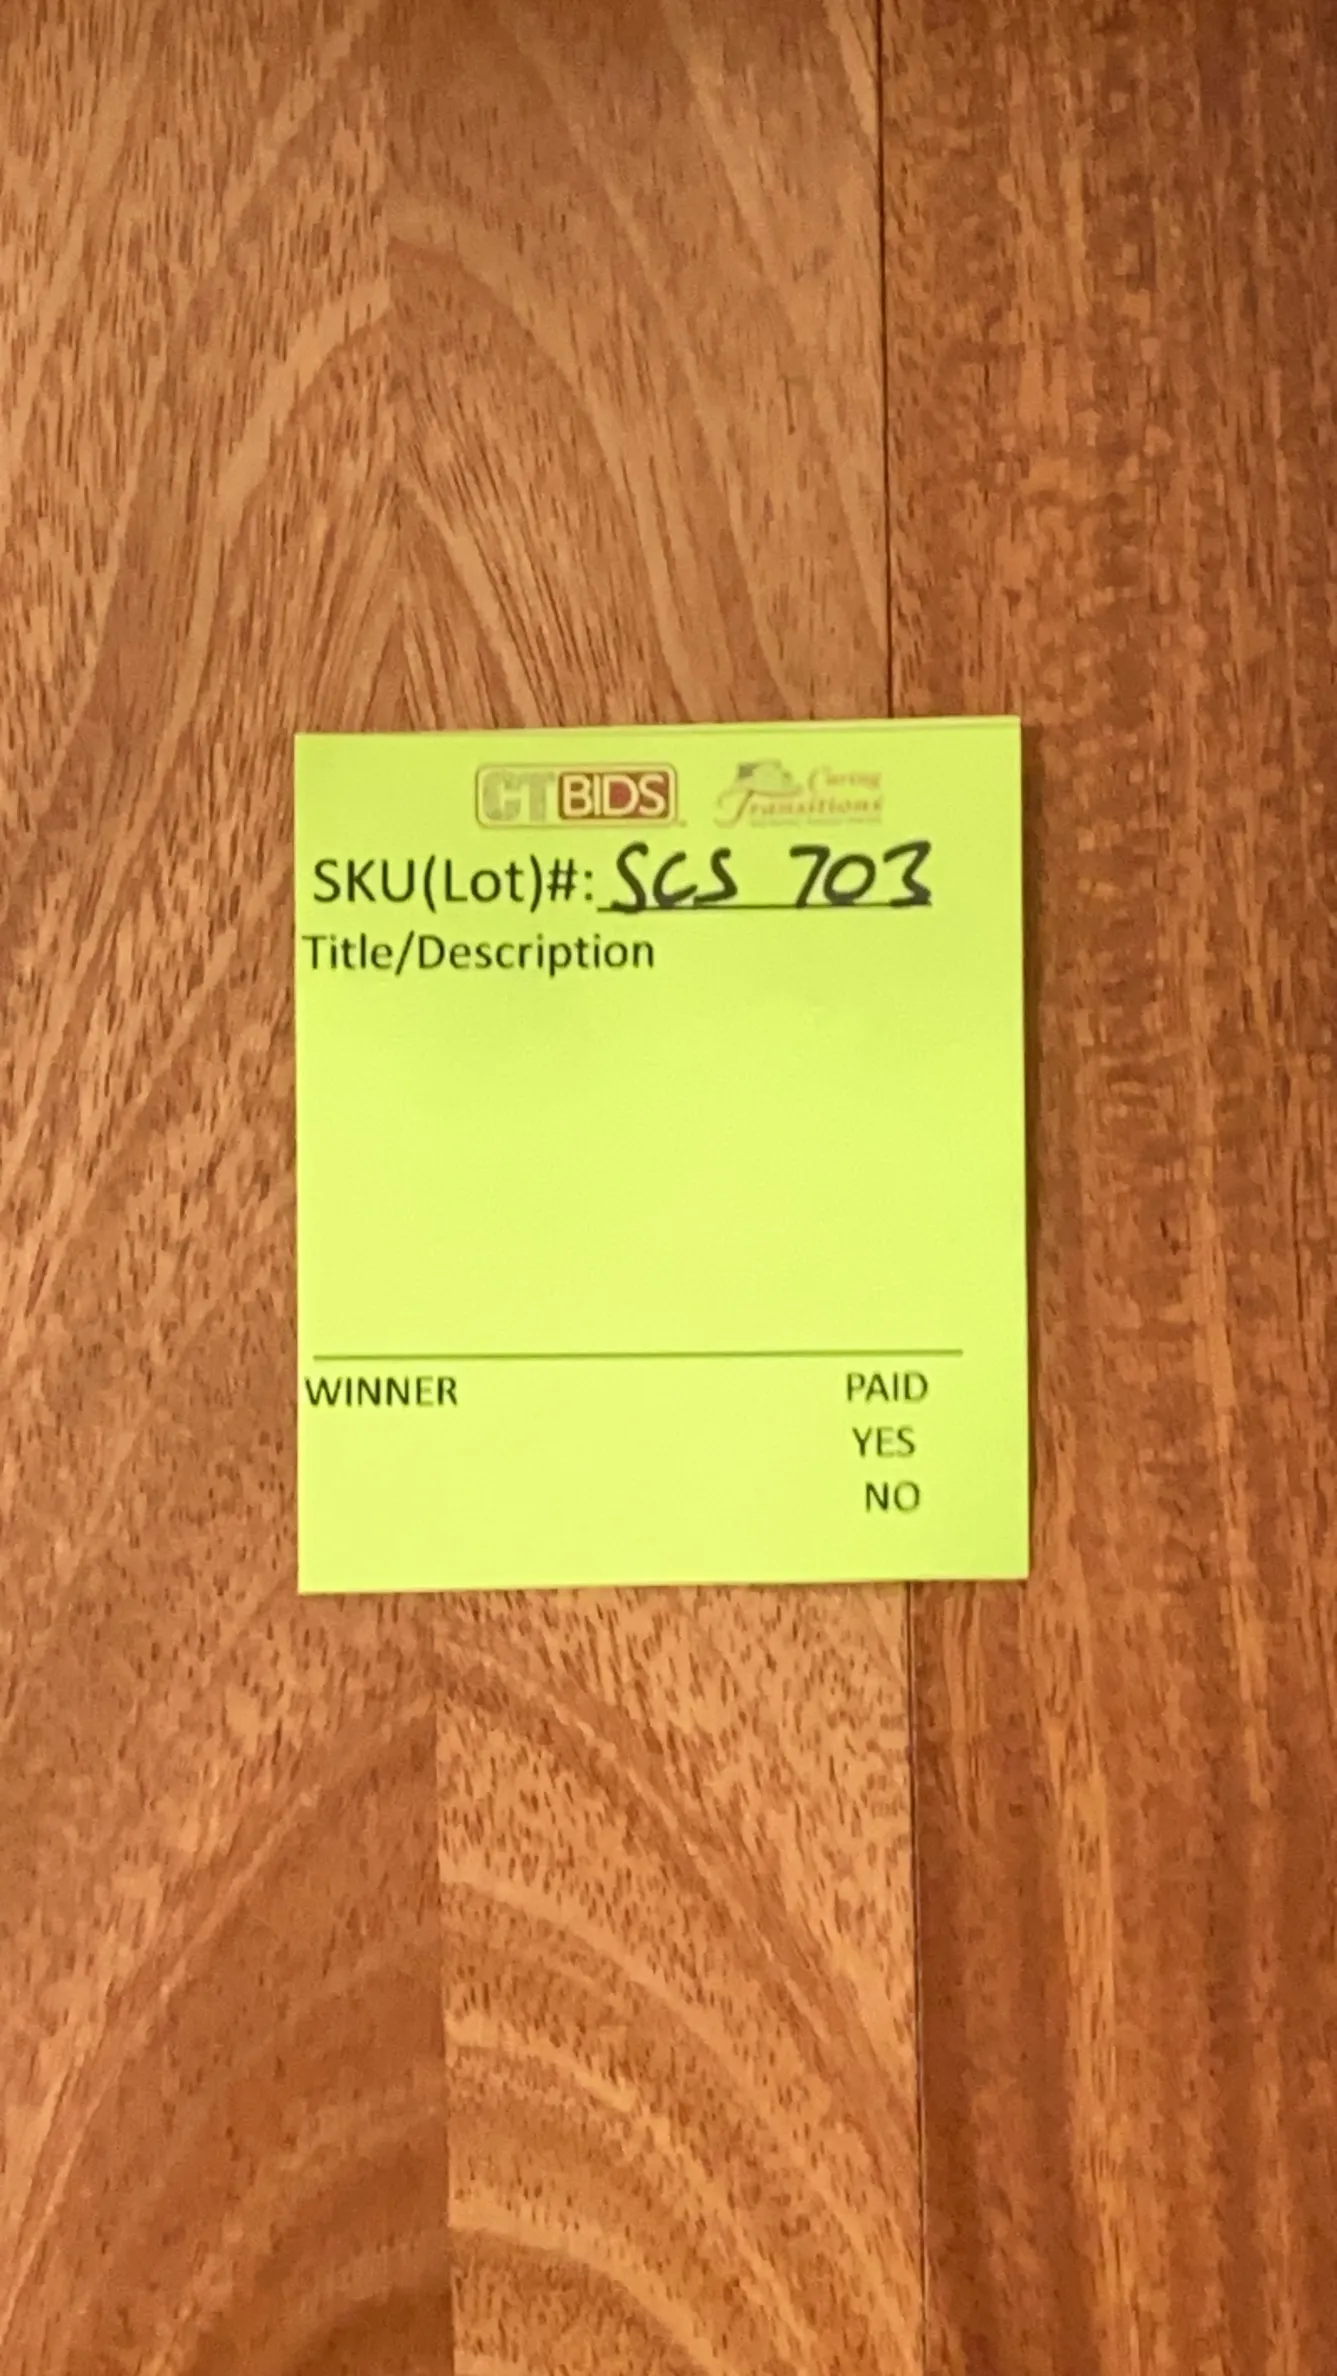 CTBIDS Caring
Transitions
SKU(Lot)#: SCS 703
Title/Description
WINNER PAID
YES
NO